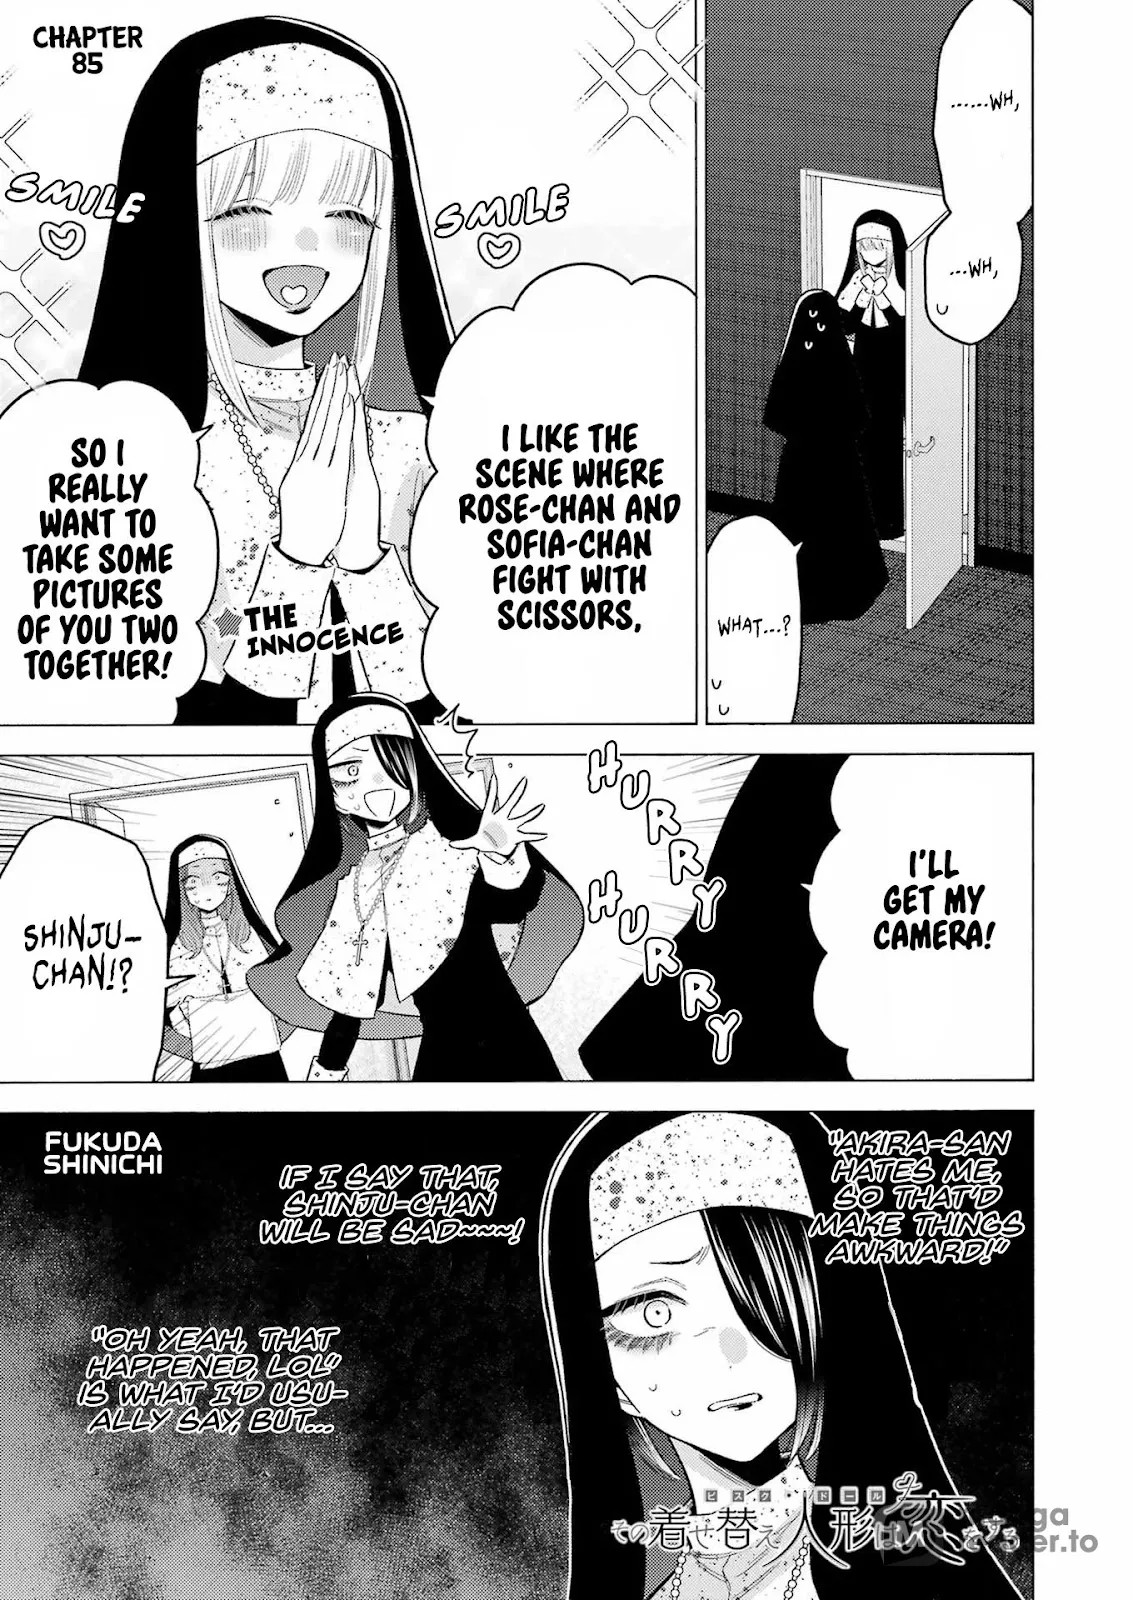 CHAPTER
85
......WH,
...WH,
WHAT...?
I LIKE THE
SCENE WHERE
ROSE-CHAN AND
SOFIA-CHAN
FIGHT WITH
SCISSORS,
SMILE
SMILE
SO I
REALLY
WANT TO
TAKE SOME
PICTURES
OF YOU TWO
TOGETHER!
THE
INNOCENCE
I'LL
GET MY
CAMERA!
HURRY
HURRY
SHINJU-
CHAN!?
"AKIRA-SAN
HATES ME,
SO THAT'D
MAKE THINGS
AWKWARD!"
IF I SAY THAT,
SHINJU-CHAN
WILL BE SAD~~~!
"OH YEAH, THAT
HAPPENED, LOL"
IS WHAT I'D USU-
ALLY SAY, BUT...
FUKUDA
SHINICHI
ビスク・ドール
その着せ替え人形は恋をする